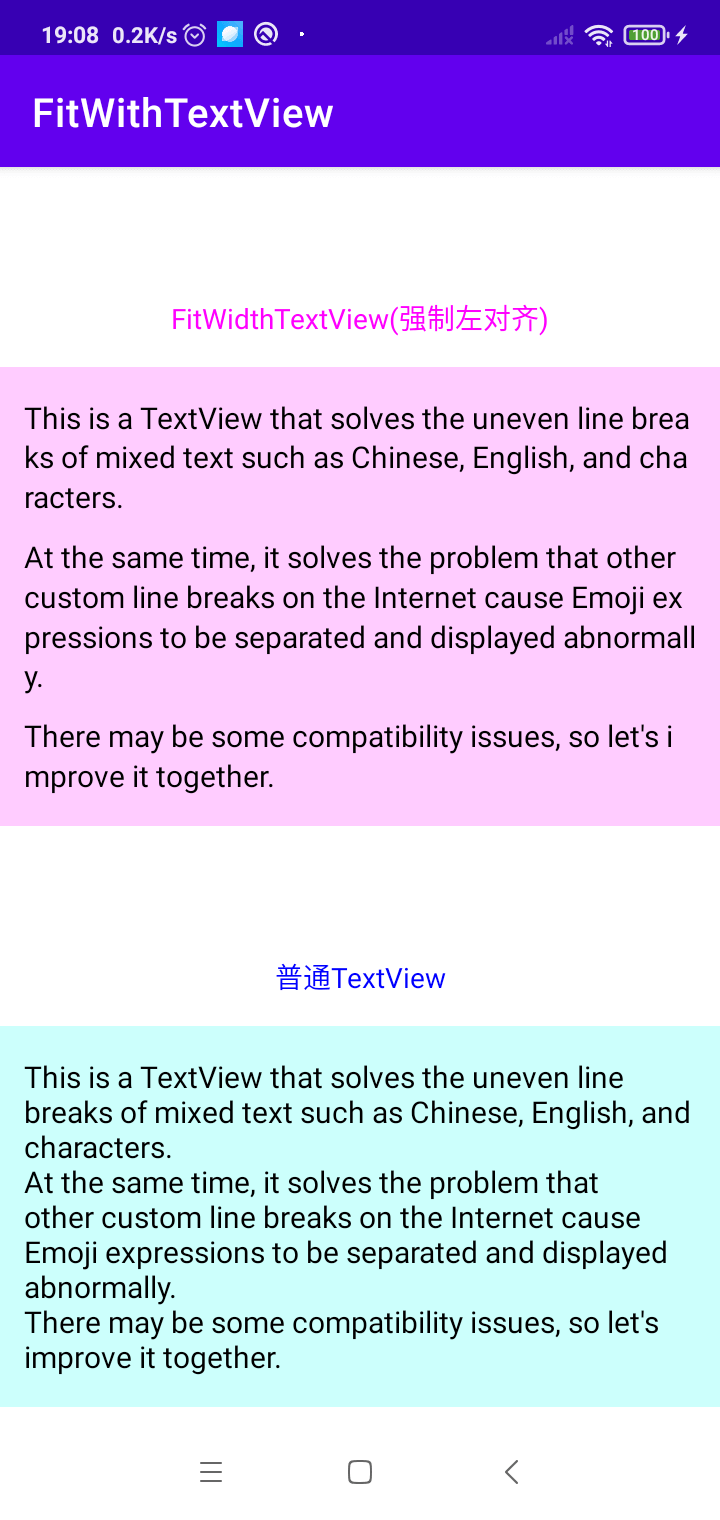 19:08 0.2K/s 100
FitWithTextView
FitWidthTextView(强制左对齐)
This is a TextView that solves the uneven line brea
ks of mixed text such as Chinese, English, and cha
racters.
At the same time, it solves the problem that other
custom line breaks on the Internet cause Emoji ex
pressions to be separated and displayed abnormall
y.
There may be some compatibility issues, so let's i
mprove it together.
普通TextView
This is a TextView that solves the uneven line
breaks of mixed text such as Chinese, English, and
characters.
At the same time, it solves the problem that
other custom line breaks on the Internet cause
Emoji expressions to be separated and displayed
abnormally.
There may be some compatibility issues, so let's
improve it together.